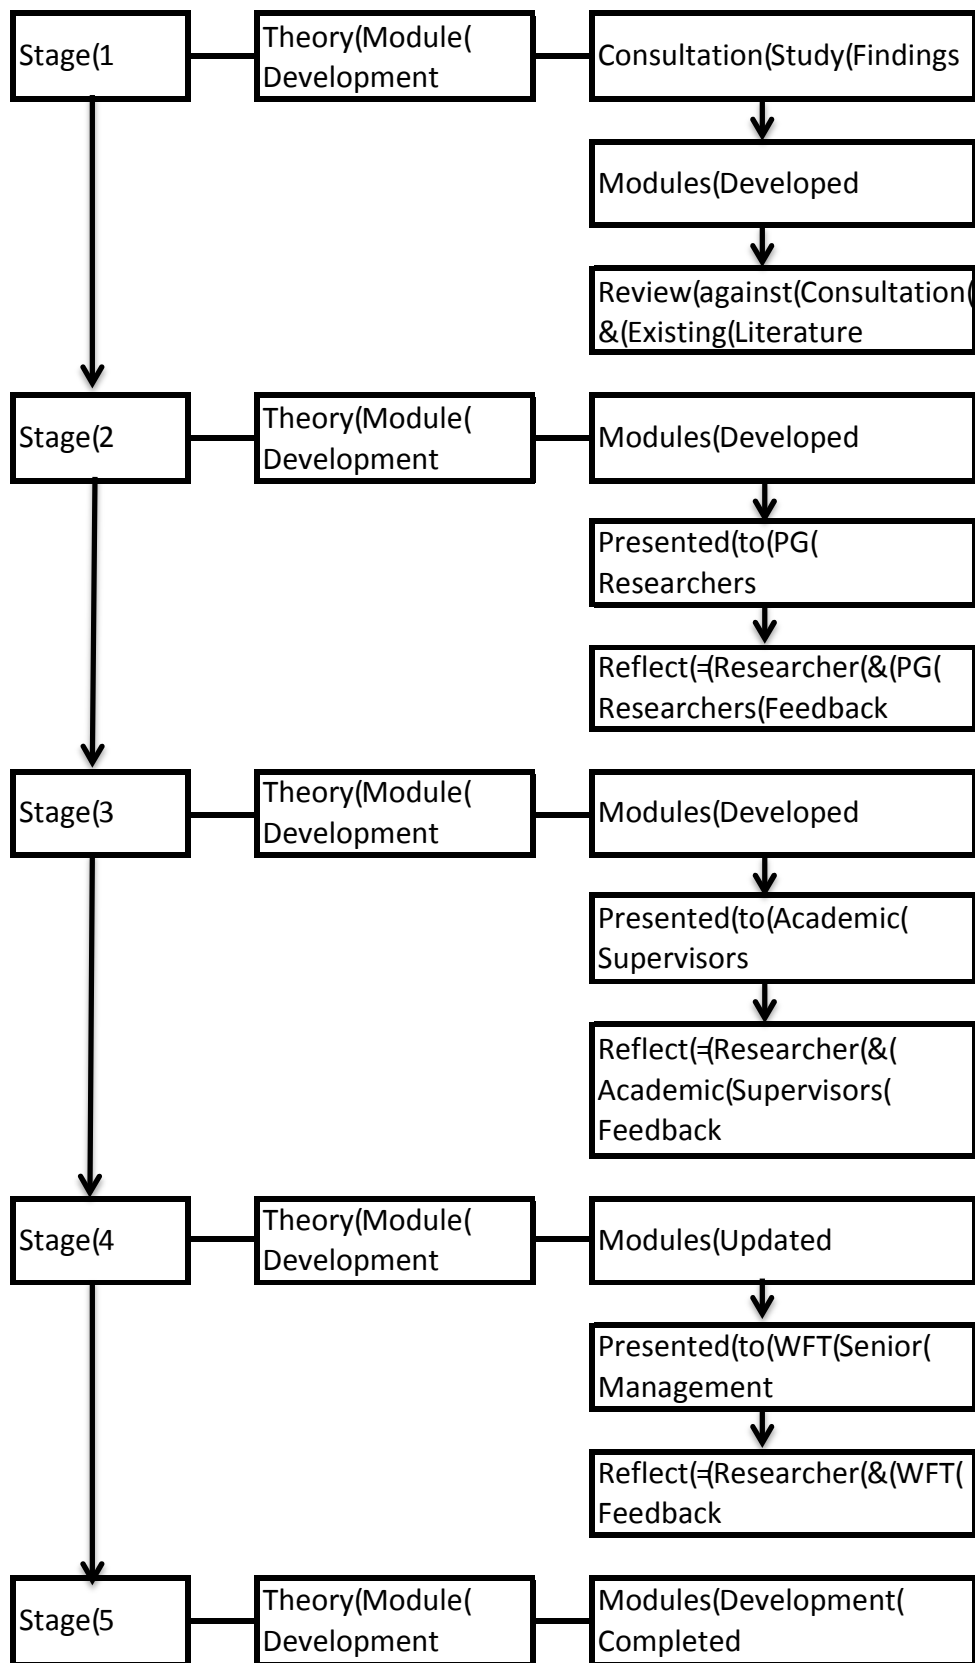 Stage(1
Theory(Module(
Development
Consultation(Study(Findings
Modules(Developed
Review(against(Consultation(
&(Existing(Literature
Stage(2
Theory(Module(
Development
Modules(Developed
Presented(to(PG(
Researchers
Reflect(=(Researcher(&(PG(
Researchers(Feedback
Stage(3
Theory(Module(
Development
Modules(Developed
Presented(to(Academic(
Supervisors
Reflect(=(Researcher(&(
Academic(Supervisors(
Feedback
Stage(4
Theory(Module(
Development
Modules(Updated
Presented(to(WFT(Senior(
Management
Reflect(=(Researcher(&(WFT(
Feedback
Stage(5
Theory(Module(
Development
Modules(Development(
Completed